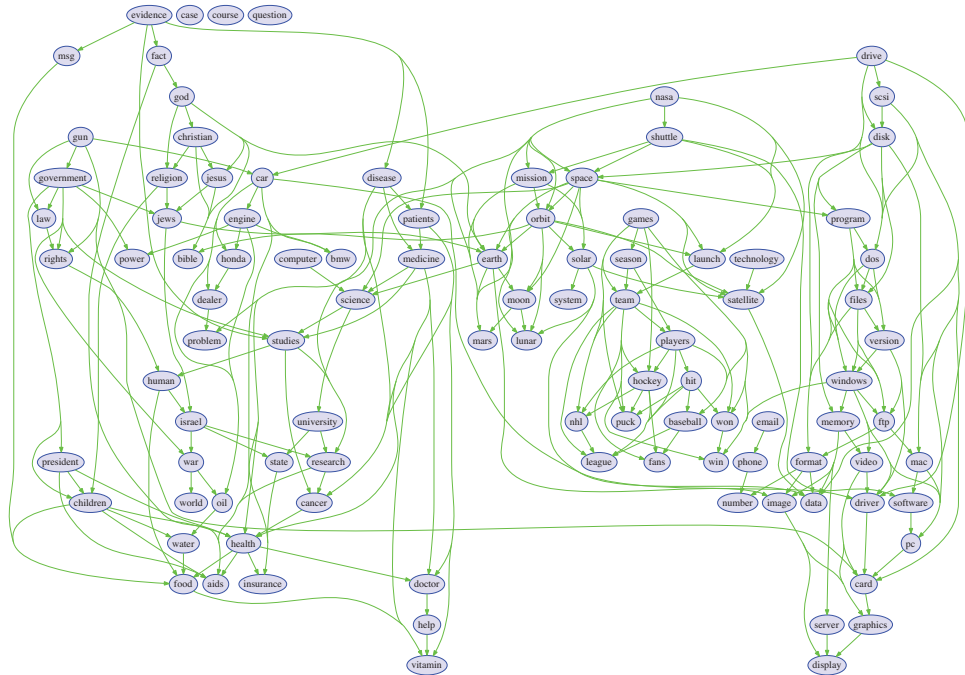 evidence case course question
msg fact drive
god nasa scsi
gun christian shuttle disk
government religion jesus car disease mission space
law jews engine patients orbit games program
rights power bible honda computer bmw medicine earth solar season launch technology dos
dealer science moon system team satellite files
problem studies mars lunar players version
human hockey hit windows
israel university nhl puck baseball won email memory ftp
president war state research league fans win phone format video mac
children world oil cancer number image data driver software
water health pc
food aids insurance doctor card
help server graphics
vitamin display